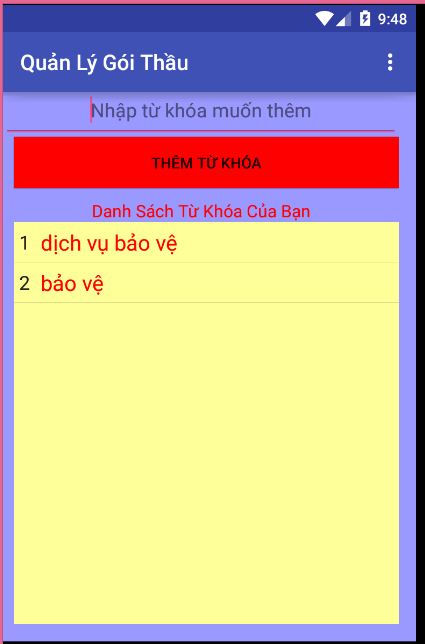 9:48
Quản Lý Gói Thầu
Nhập từ khóa muốn thêm
THÊM TỪ KHÓA
Danh Sách Từ Khóa Của Bạn
1 dịch vụ bảo vệ
2 bảo vệ